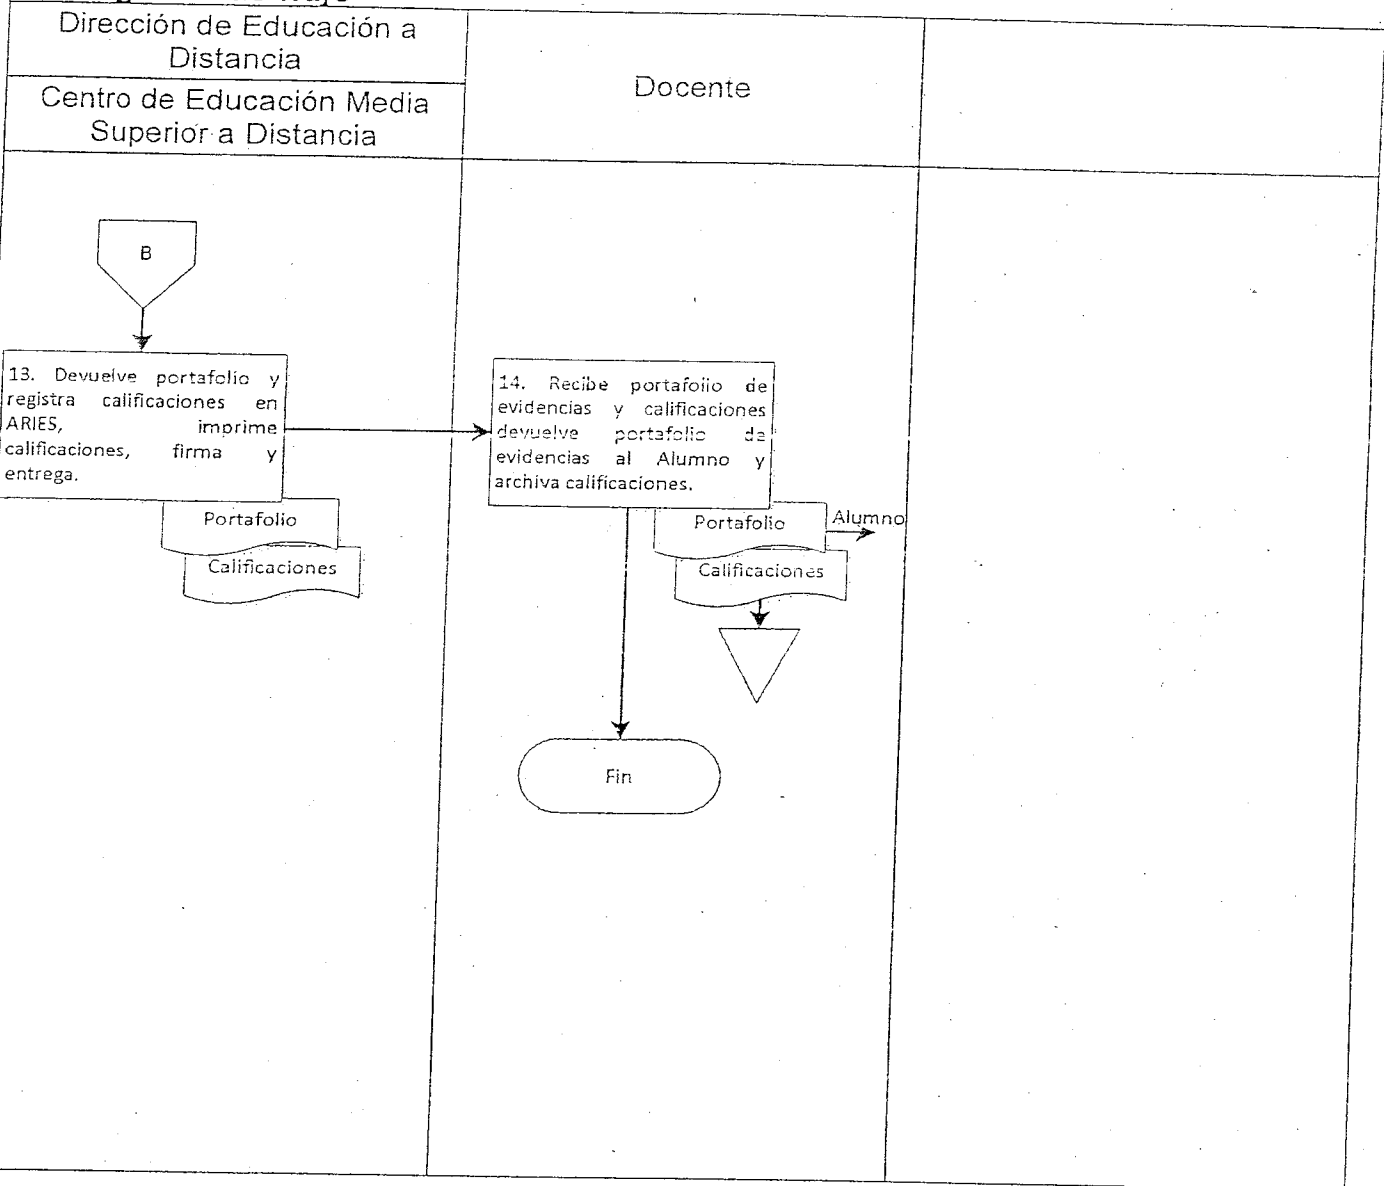 Dirección de Educación a
Distancia
Centro de Educación Media
Superior a Distancia
Docente
B
13. Devuelve portafolio y
registra calificaciones en
ARIES, imprime
calificaciones, firma y
entrega.
Portafolio
Calificaciones
14. Recibe portafolio de
evidencias y calificaciones
devuelve portafolio de
evidencias al Alumno y
archiva calificaciones.
Portafolio
Alumno
Calificaciones
Fin